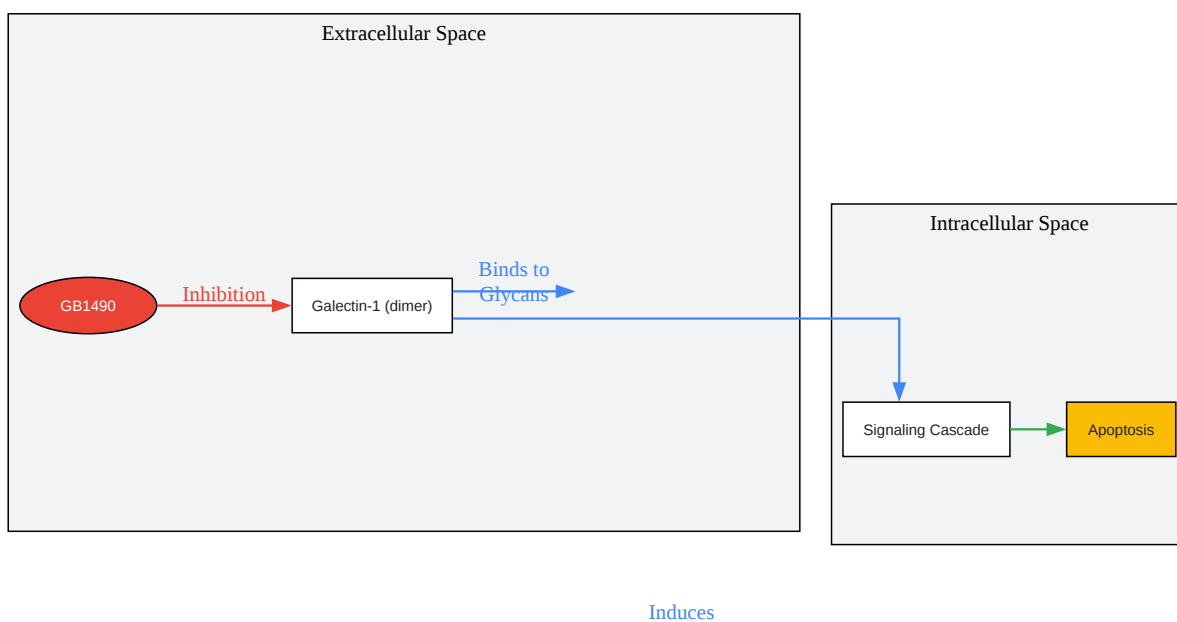 Extracellular Space
Intracellular Space
Binds to
Glycans
Inhibition
GB1490
Galectin-1 (dimer)
Signaling Cascade
Apoptosis
Induces